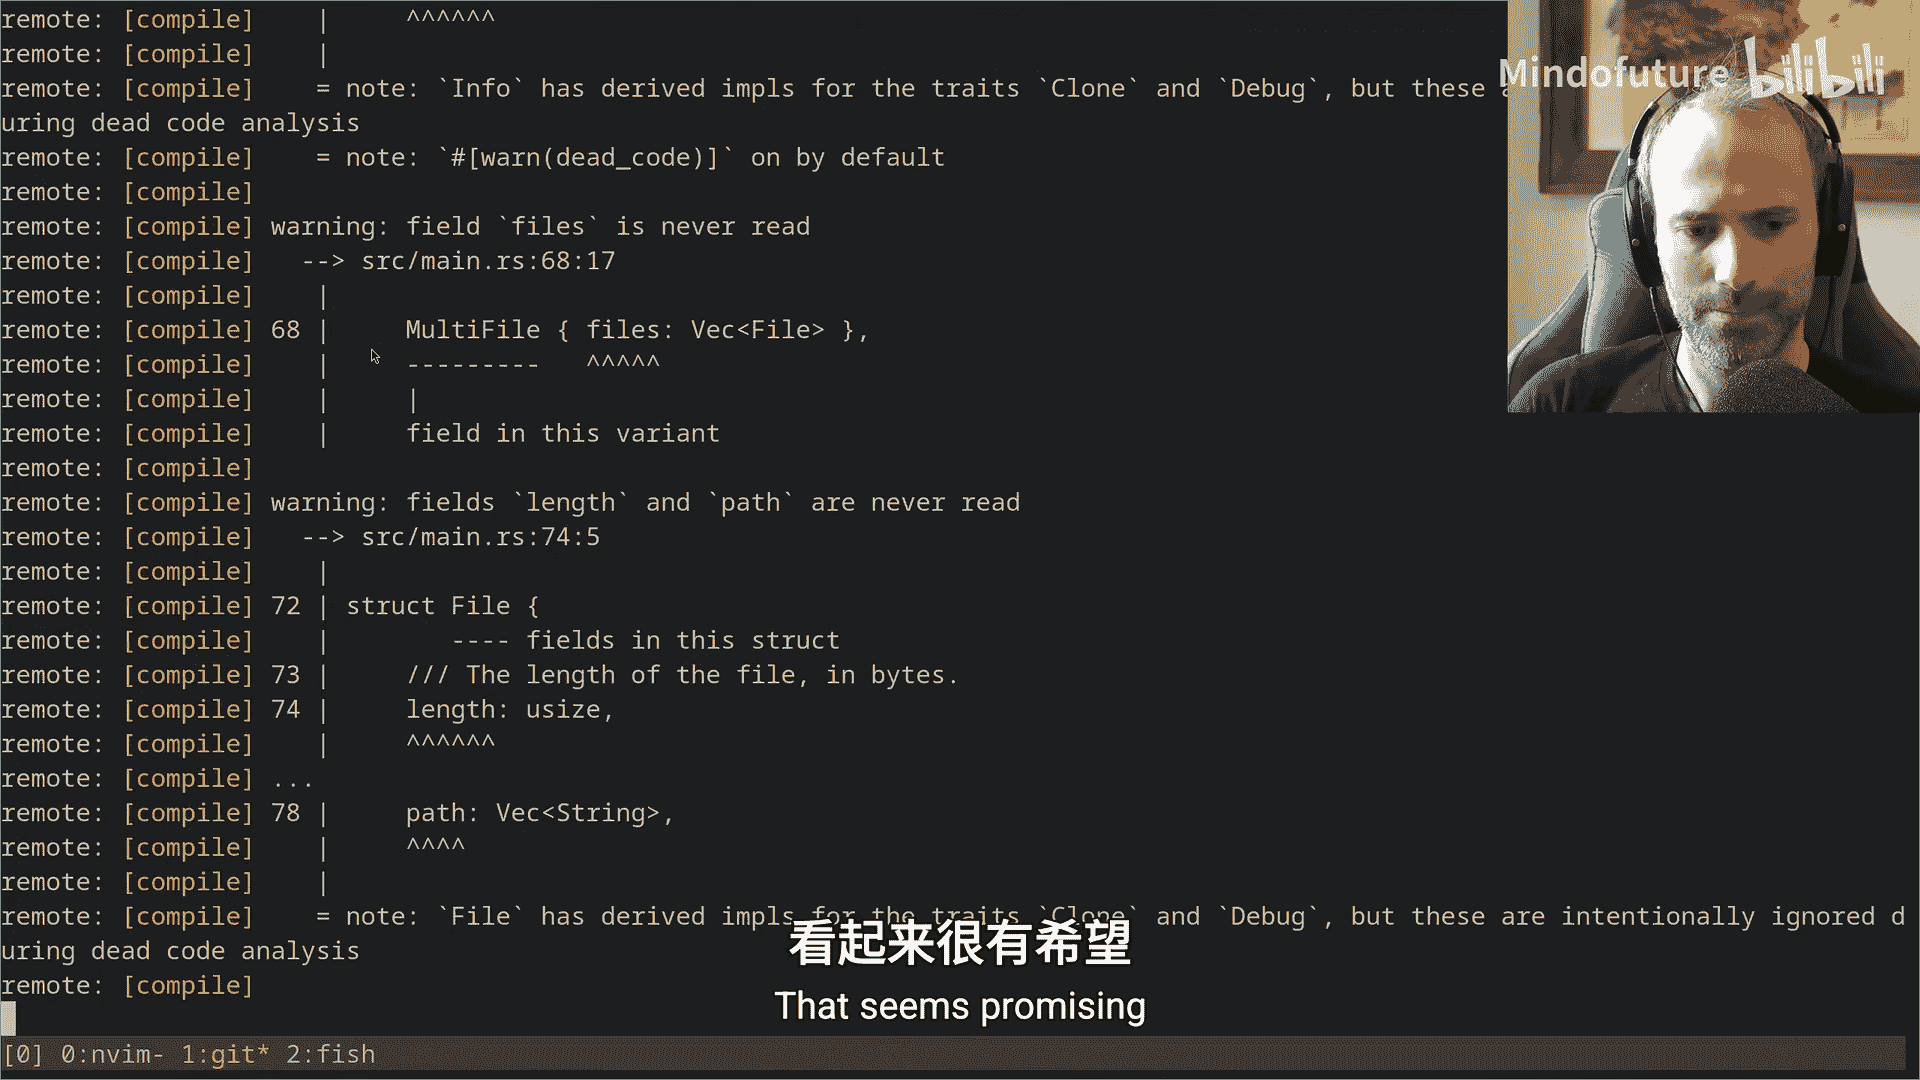 remote: [compile]    |     ^^^^^^
remote: [compile]    |
remote: [compile]    = note: `Info` has derived impls for the traits `Clone` and `Debug`, but these
uring dead code analysis
remote: [compile]    = note: `#[warn(dead_code)]` on by default
remote: [compile]
remote: [compile] warning: field `files` is never read
remote: [compile]   --> src/main.rs:68:17
remote: [compile]    |
remote: [compile] 68 |     MultiFile { files: Vec<File> },
remote: [compile]    |     ---------   ^^^^^
remote: [compile]    |     |
remote: [compile]    |     field in this variant
remote: [compile]
remote: [compile] warning: fields `length` and `path` are never read
remote: [compile]   --> src/main.rs:74:5
remote: [compile]    |
remote: [compile] 72 | struct File {
remote: [compile]    |        ---- fields in this struct
remote: [compile] 73 |     /// The length of the file, in bytes.
remote: [compile] 74 |     length: usize,
remote: [compile]    |     ^^^^^^
remote: [compile] ...
remote: [compile] 78 |     path: Vec<String>,
remote: [compile]    |     ^^^^
remote: [compile]    |
remote: [compile]    = note: `File` has derived impls for the traits `Clone` and `Debug`, but these are intentionally ignored d
uring dead code analysis
remote: [compile]
[0] 0:nvim- 1:git* 2:fish
Mindofuture bilibili
看起来很有希望
That seems promising